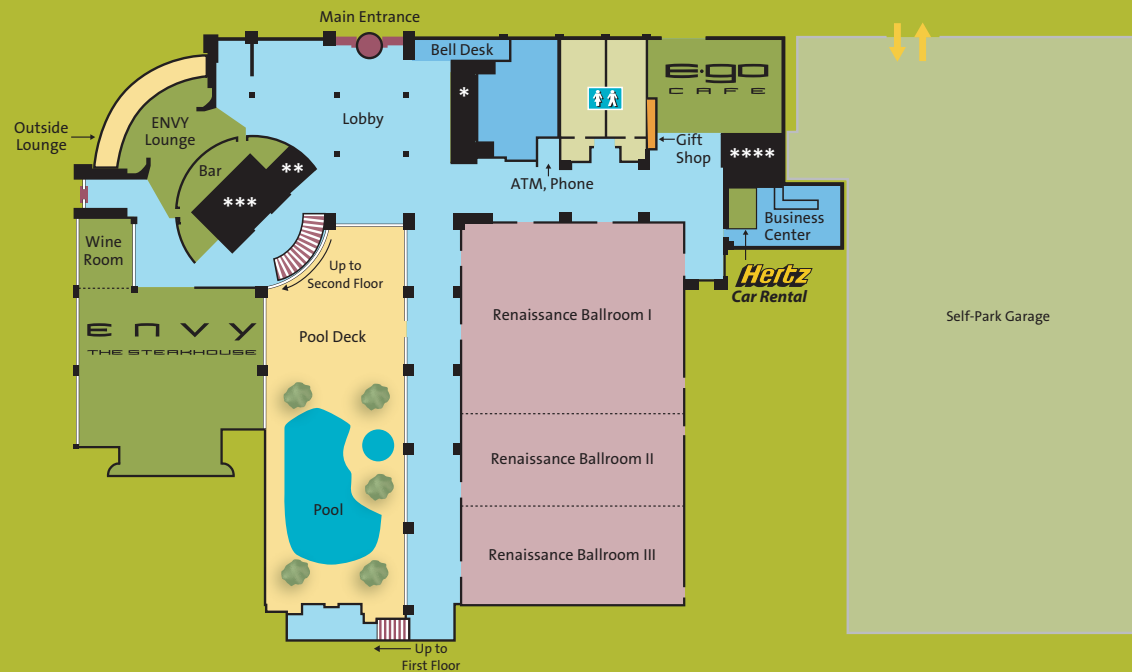 Main Entrance
Bell Desk
E·go
CAFE
*
Lobby
Outside
Lounge
ENVY
Lounge
Bar
**
***
Gift
Shop
****
ATM, Phone
Business
Center
Wine
Room
Up to
Second Floor
Hertz
Car Rental
ENVY
THE STEAKHOUSE
Pool Deck
Renaissance Ballroom I
Self-Park Garage
Renaissance Ballroom II
Pool
Renaissance Ballroom III
Up to
First Floor